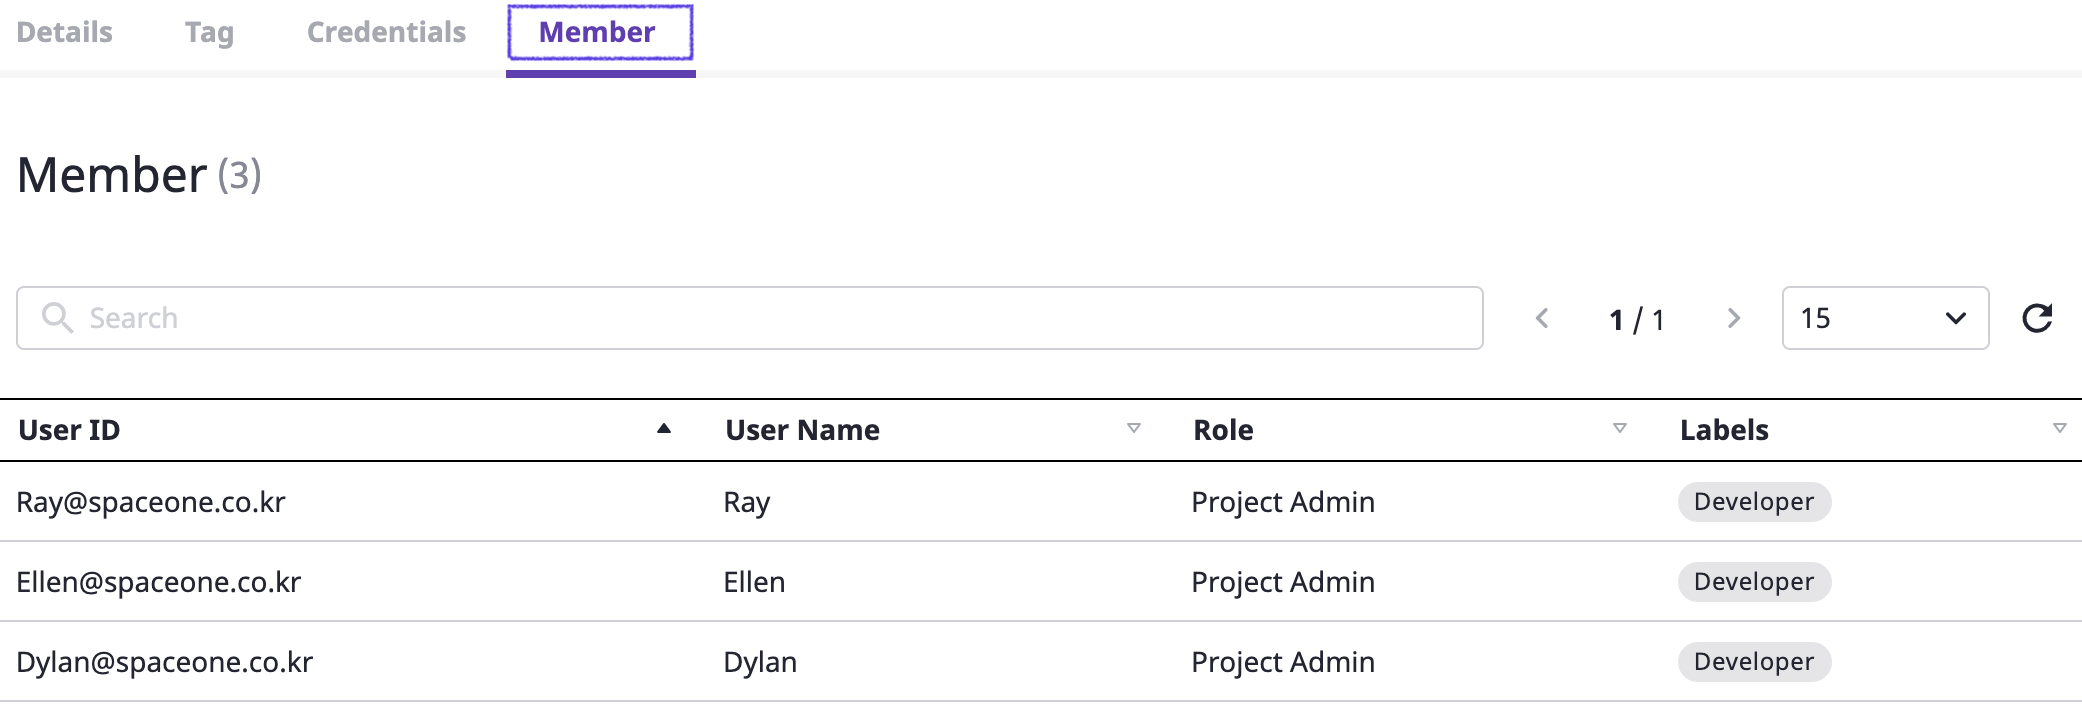 Details Tag Credentials Member
Member (3)
Search 1 / 1 15
User ID User Name Role Labels
Ray@spaceone.co.kr Ray Project Admin Developer
Ellen@spaceone.co.kr Ellen Project Admin Developer
Dylan@spaceone.co.kr Dylan Project Admin Developer